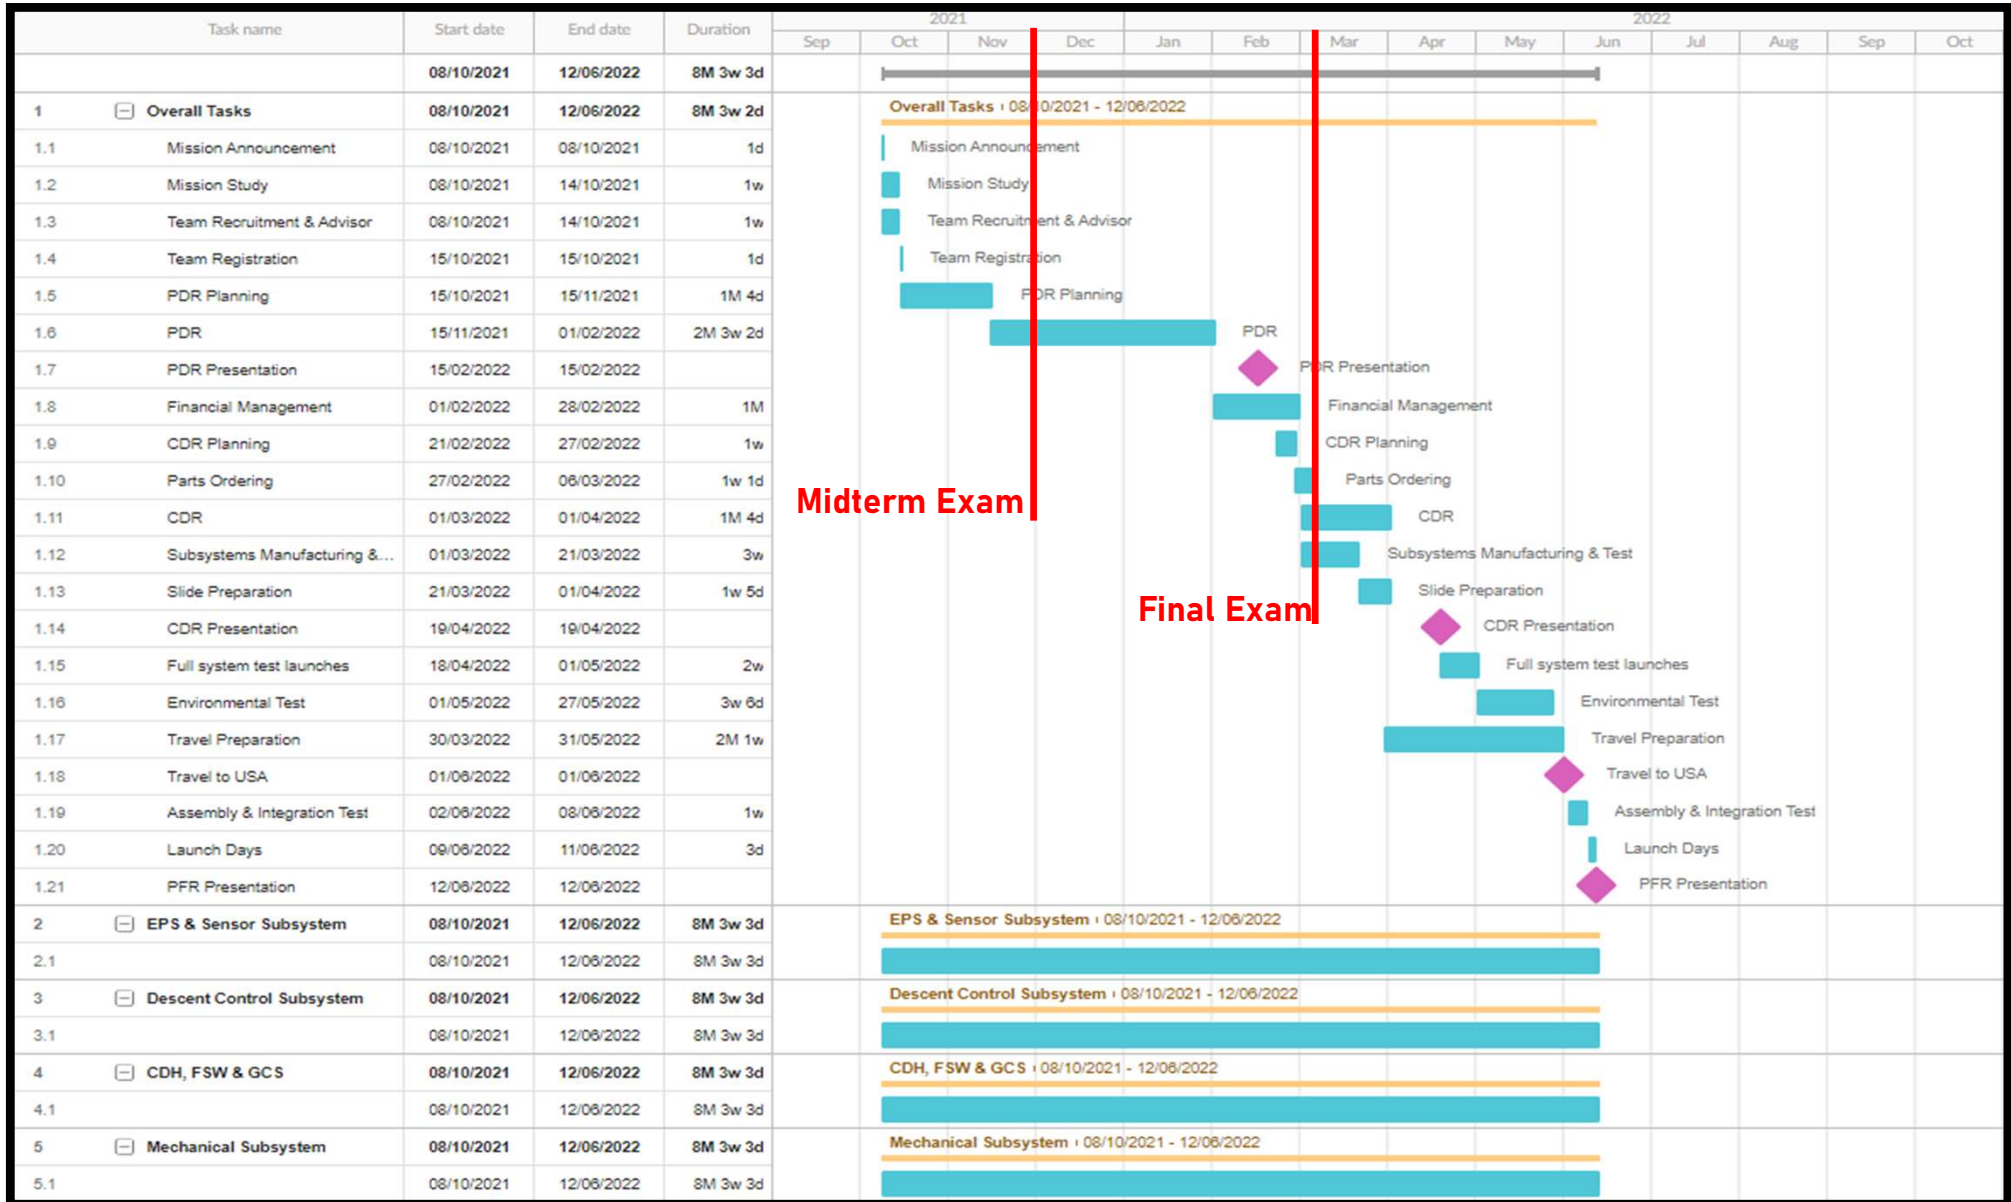 2021 2022
Task name Start date End date Duration Sep Oct Nov Dec Jan Feb Mar Apr May Jun Jul Aug Sep Oct
08/10/2021 12/06/2022 8M 3w 3d
1 Overall Tasks 08/10/2021 12/06/2022 8M 3w 2d Overall Tasks 08/10/2021 - 12/06/2022
1.1 Mission Announcement 08/10/2021 08/10/2021 1d Mission Announcement
1.2 Mission Study 08/10/2021 14/10/2021 1w Mission Study
1.3 Team Recruitment & Advisor 08/10/2021 14/10/2021 1w Team Recruitment & Advisor
1.4 Team Registration 15/10/2021 15/10/2021 1d Team Registration
1.5 PDR Planning 15/10/2021 15/11/2021 1M 4d PDR Planning
1.6 PDR 15/11/2021 01/02/2022 2M 3w 2d PDR
1.7 PDR Presentation 15/02/2022 15/02/2022 PDR Presentation
1.8 Financial Management 01/02/2022 28/02/2022 1M Financial Management
1.9 CDR Planning 21/02/2022 27/02/2022 1w CDR Planning
1.10 Parts Ordering 27/02/2022 06/03/2022 1w 1d Parts Ordering
Midterm Exam
1.11 CDR 01/03/2022 01/04/2022 1M 4d CDR
1.12 Subsystems Manufacturing &... 01/03/2022 21/03/2022 3w Subsystems Manufacturing & Test
1.13 Slide Preparation 21/03/2022 01/04/2022 1w 5d Slide Preparation
Final Exam
1.14 CDR Presentation 19/04/2022 19/04/2022 CDR Presentation
1.15 Full system test launches 18/04/2022 01/05/2022 2w Full system test launches
1.16 Environmental Test 01/05/2022 27/05/2022 3w 6d Environmental Test
1.17 Travel Preparation 30/03/2022 31/05/2022 2M 1w Travel Preparation
1.18 Travel to USA 01/06/2022 01/06/2022 Travel to USA
1.19 Assembly & Integration Test 02/06/2022 08/06/2022 1w Assembly & Integration Test
1.20 Launch Days 09/06/2022 11/06/2022 3d Launch Days
1.21 PFR Presentation 12/06/2022 12/06/2022 PFR Presentation
2 EPS & Sensor Subsystem 08/10/2021 12/06/2022 8M 3w 3d EPS & Sensor Subsystem 08/10/2021 - 12/06/2022
2.1 08/10/2021 12/06/2022 8M 3w 3d
3 Descent Control Subsystem 08/10/2021 12/06/2022 8M 3w 3d Descent Control Subsystem 08/10/2021 - 12/06/2022
3.1 08/10/2021 12/06/2022 8M 3w 3d
4 CDH, FSW & GCS 08/10/2021 12/06/2022 8M 3w 3d CDH, FSW & GCS 08/10/2021 - 12/06/2022
4.1 08/10/2021 12/06/2022 8M 3w 3d
5 Mechanical Subsystem 08/10/2021 12/06/2022 8M 3w 3d Mechanical Subsystem 08/10/2021 - 12/06/2022
5.1 08/10/2021 12/06/2022 8M 3w 3d